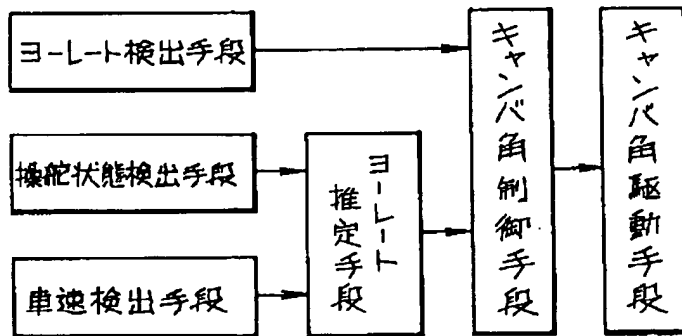 ヨーレート検出手段
操舵状態検出手段
車速検出手段
ヨーレート
推定手段
キャンバ角制御手段
キャンバ角駆動手段